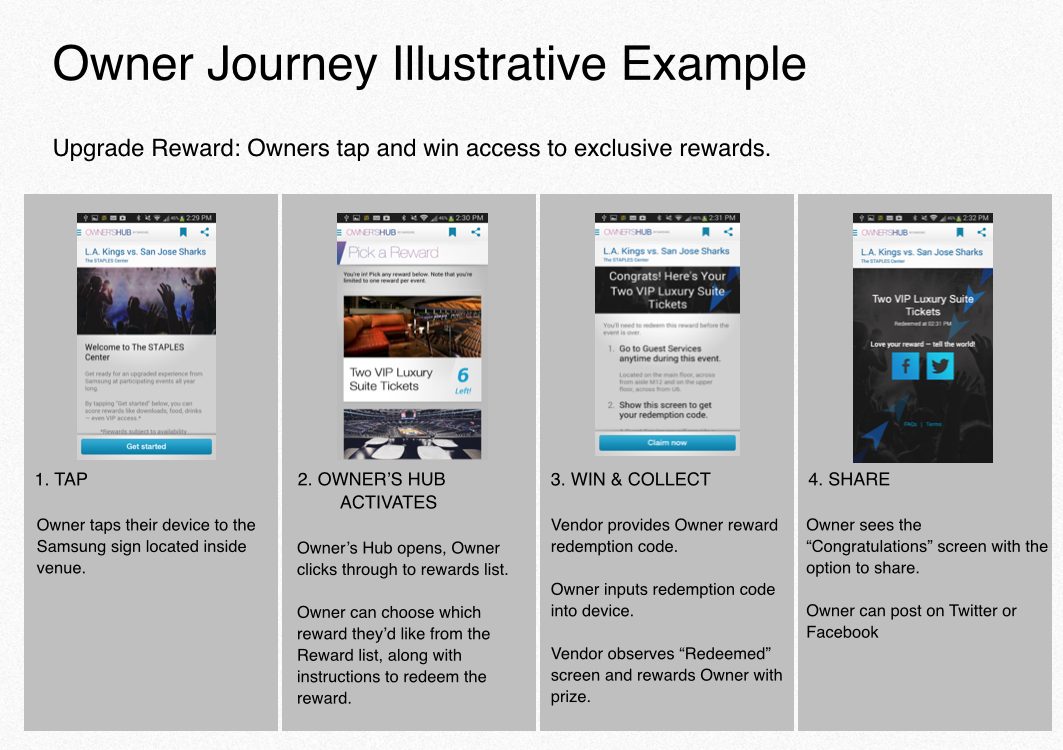 Owner Journey Illustrative Example
Upgrade Reward: Owners tap and win access to exclusive rewards.
2:29 PM
OWNER'SHUB
L.A. Kings vs. San Jose Sharks
The STAPLES Center
Welcome to The STAPLES
Center
Get ready for an upgraded experience from
Samsung at participating events all year
long.
By tapping "Get started" below, you can
score rewards like downloads, food, drinks
— even VIP access.*
*Rewards subject to availability
Get started
1. TAP
Owner taps their device to the
Samsung sign located inside
venue.
2:30 PM
OWNER'SHUB
Pick a Reward
You're in! Pick any reward below. Note that you're
limited to one reward per event.
Two VIP Luxury
Suite Tickets
6
Left!
2. OWNER’S HUB
ACTIVATES
Owner’s Hub opens, Owner
clicks through to rewards list.
Owner can choose which
reward they’d like from the
Reward list, along with
instructions to redeem the
reward.
2:31 PM
OWNER'SHUB
L.A. Kings vs. San Jose Sharks
The STAPLES Center
Congrats! Here's Your
Two VIP Luxury Suite
Tickets
You'll need to redeem this reward before the
event is over.
1. Go to Guest Services
anytime during this event.
Located on the main floor, across
from aisle M12 and on the upper
floor, across from U6.
2. Show this screen to get
your redemption code.
Claim now
3. WIN & COLLECT
Vendor provides Owner reward
redemption code.
Owner inputs redemption code
into device.
Vendor observes “Redeemed”
screen and rewards Owner with
prize.
2:32 PM
OWNER'SHUB
L.A. Kings vs. San Jose Sharks
The STAPLES Center
Two VIP Luxury Suite
Tickets
Redeemed at 02:31 PM
Love your reward — tell the world!
FAQs | Terms
4. SHARE
Owner sees the
“Congratulations” screen with the
option to share.
Owner can post on Twitter or
Facebook